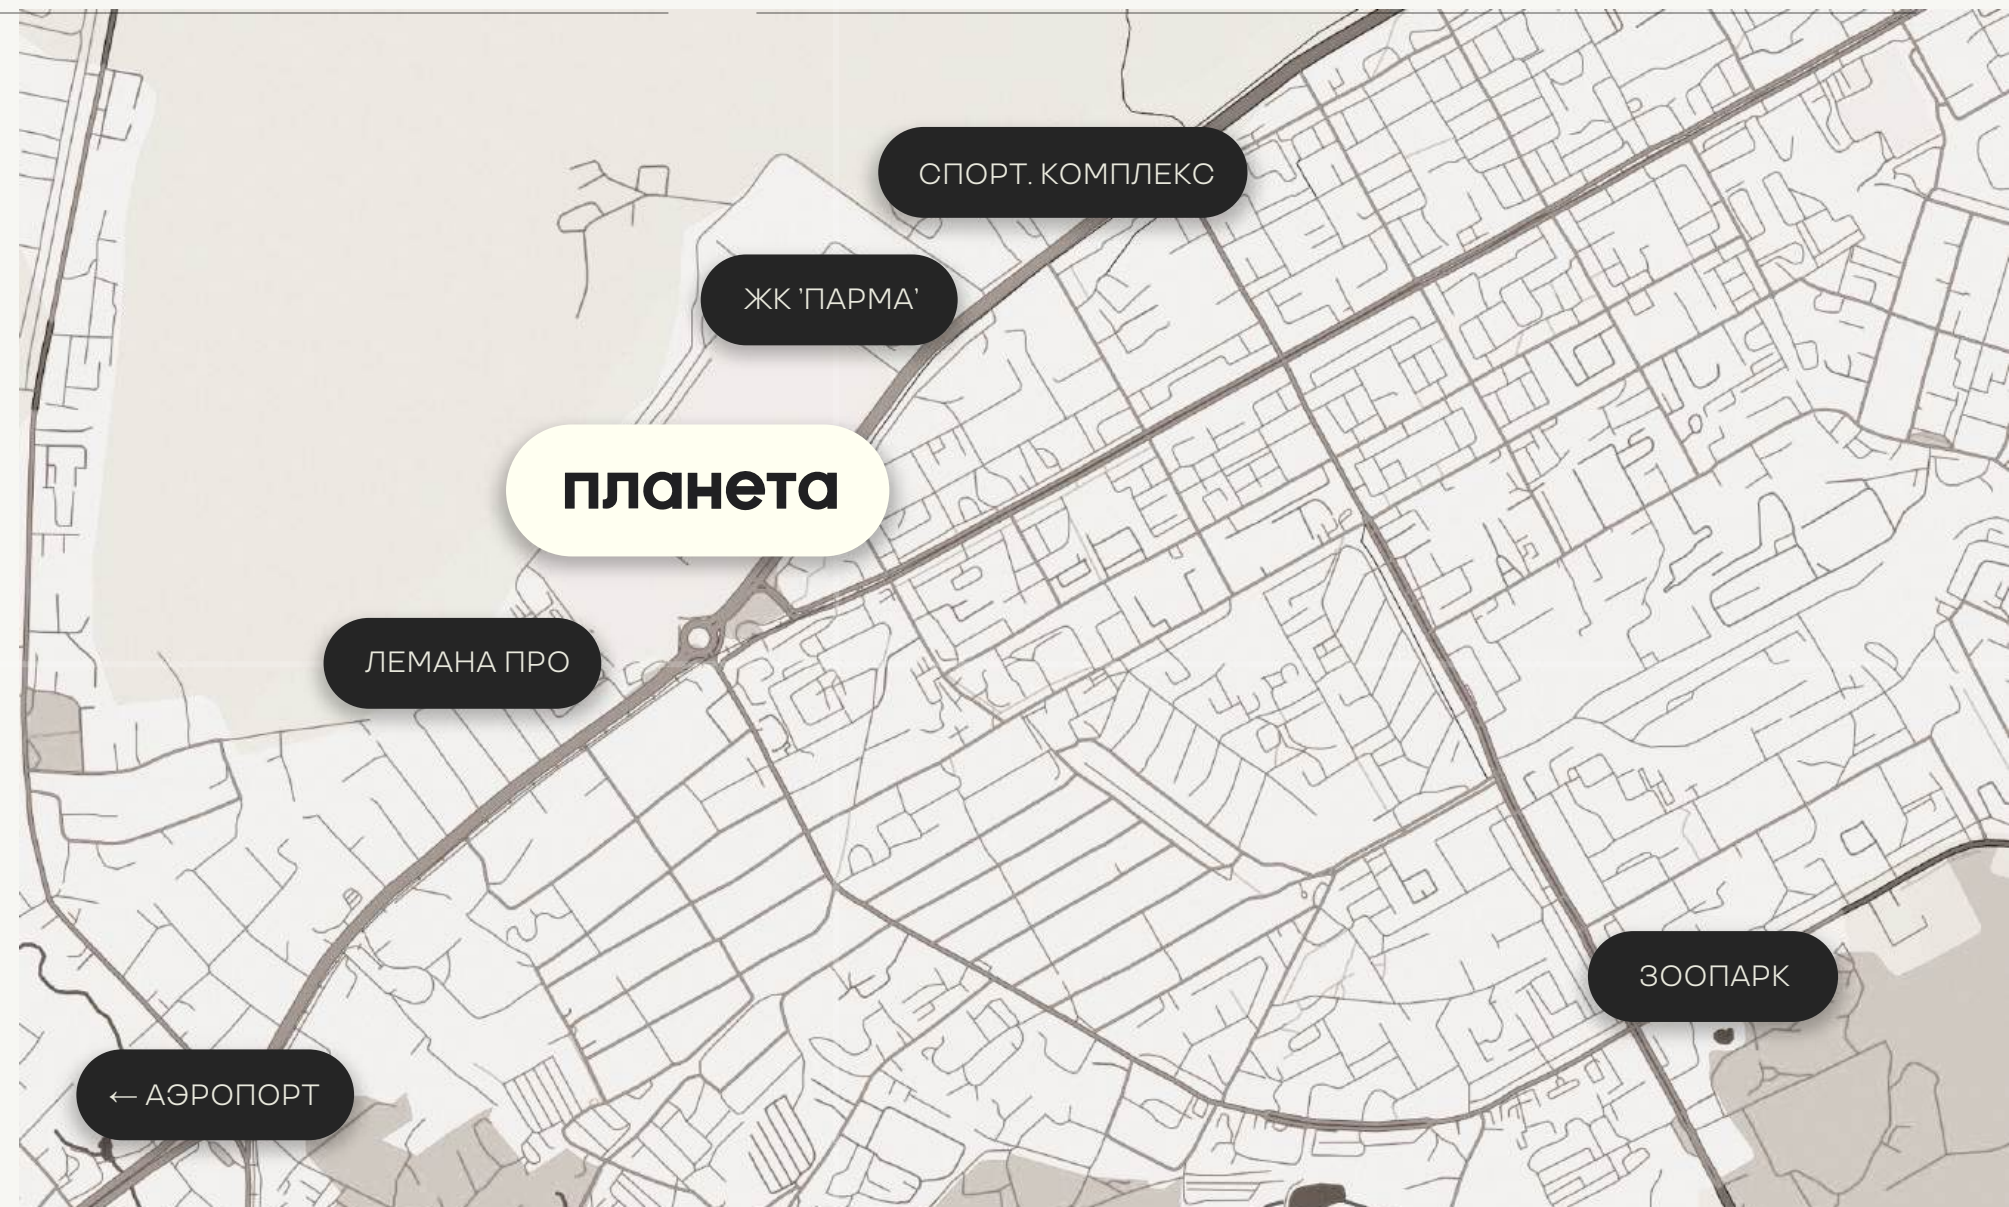 СПОРТ. КОМПЛЕКС
ЖК 'ПАРМА'
планета
ЛЕМАНА ПРО
ЗООПАРК
← АЭРОПОРТ